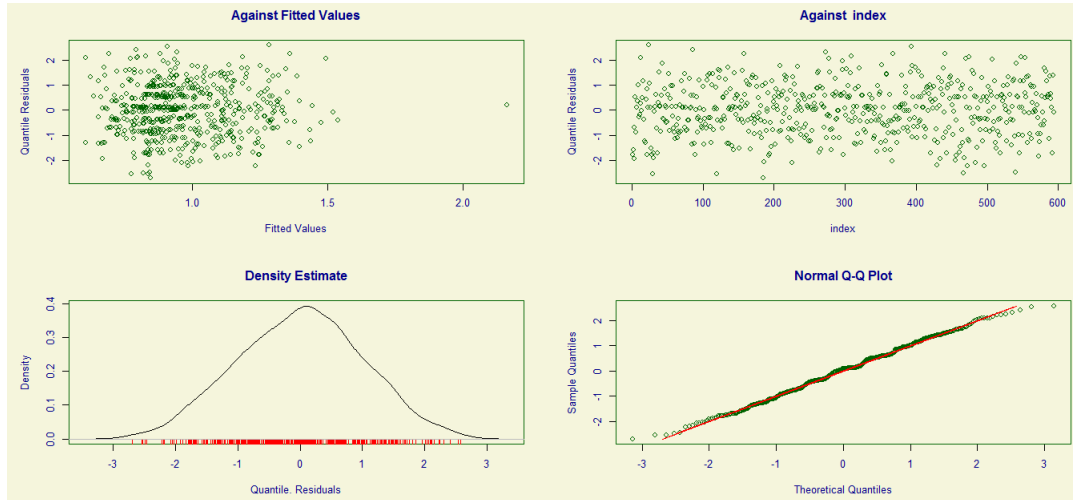 Against Fitted Values
Quantile Residuals
2
1
0
-1
-2
1.0 1.5 2.0
Fitted Values
Against index
Quantile Residuals
2
1
0
-1
-2
0 100 200 300 400 500 600
index
Density Estimate
Density
0.4
0.3
0.2
0.1
0.0
-3 -2 -1 0 1 2 3
Quantile. Residuals
Normal Q-Q Plot
Sample Quantiles
2
1
0
-1
-2
-3 -2 -1 0 1 2 3
Theoretical Quantiles